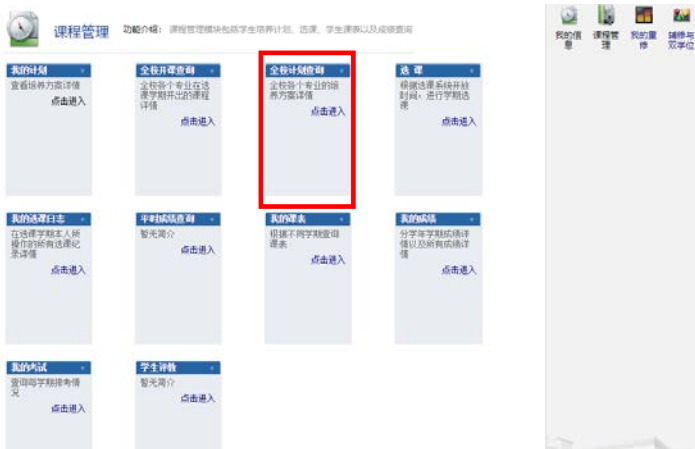 课程管理 功能介绍: 课程管理模块包括学生培养计划、选课、学生课表以及成绩查询
我的计划
查看培养方案详情
点击进入
全校开课查询
全校各个专业在选
课学期开出的课程
详情
点击进入
全校计划查询
全校各个专业的培
养方案详情
点击进入
选 课
根据选课系统开放
时间,进行学期选
课
点击进入
我的选课日志
在选课学期本人所
操作的所有选课纪
录详情
点击进入
平时成绩查询
暂无简介
点击进入
我的课表
根据不同学期查询
课表
点击进入
我的成绩
分学年学期成绩详
情以及所有成绩详
情
点击进入
我的考试
查询每学期排考情
况
点击进入
学生评教
暂无简介
点击进入
我的信
息
课程管
理
我的重
修
辅修与
双学位